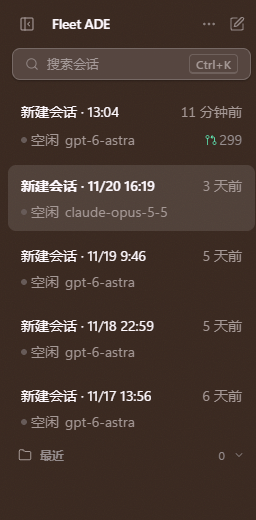 Fleet ADE
搜索会话 Ctrl+K
新建会话 · 13:04 11 分钟前
空闲 gpt-6-astra 299
新建会话 · 11/20 16:19 3 天前
空闲 claude-opus-5-5
新建会话 · 11/19 9:46 5 天前
空闲 gpt-6-astra
新建会话 · 11/18 22:59 5 天前
空闲 gpt-6-astra
新建会话 · 11/17 13:56 6 天前
空闲 gpt-6-astra
最近 0